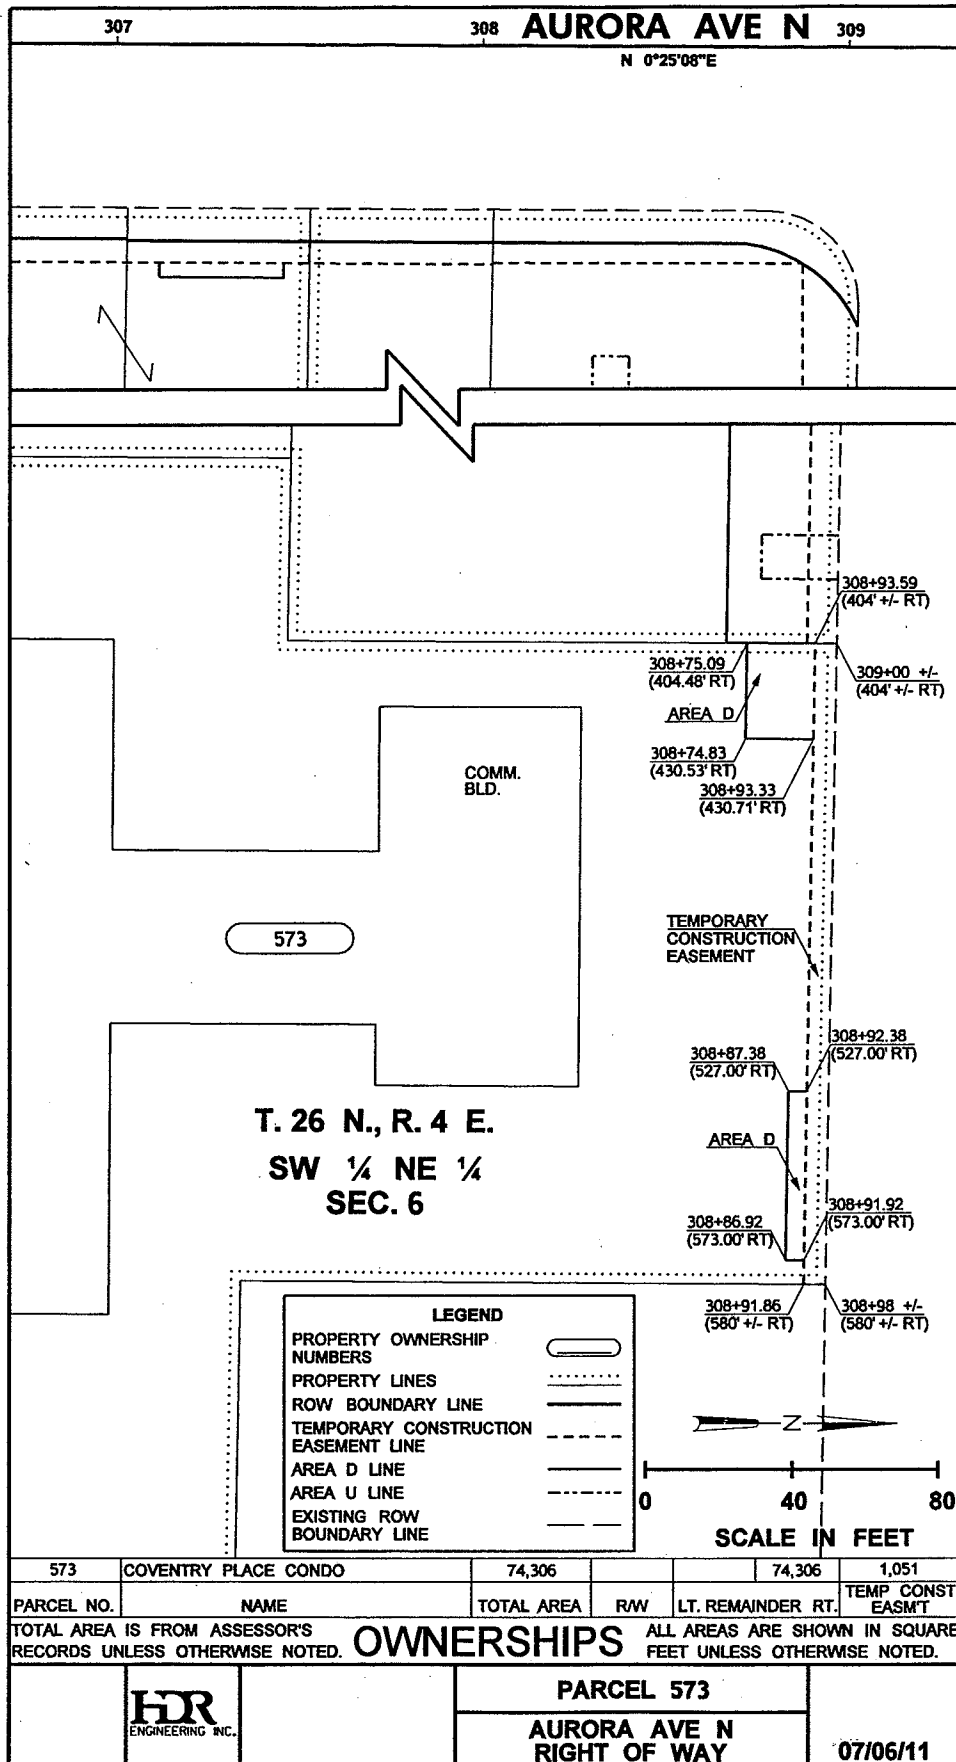 307
308
AURORA AVE N
309
N 0°25'08"E
308+93.59
(404' +/- RT)
308+75.09
(404.48' RT)
309+00 +/-
(404' +/- RT)
AREA D
308+74.83
(430.53' RT)
308+93.33
(430.71' RT)
COMM.
BLD.
573
TEMPORARY
CONSTRUCTION
EASEMENT
308+92.38
(527.00' RT)
308+87.38
(527.00' RT)
AREA D
T. 26 N., R. 4 E.
SW ¼ NE ¼
SEC. 6
308+91.92
(573.00' RT)
308+86.92
(573.00' RT)
308+91.86
(580' +/- RT)
308+98 +/-
(580' +/- RT)
LEGEND
PROPERTY OWNERSHIP
NUMBERS
PROPERTY LINES
ROW BOUNDARY LINE
TEMPORARY CONSTRUCTION
EASEMENT LINE
AREA D LINE
AREA U LINE
EXISTING ROW
BOUNDARY LINE
N
0 40 80
SCALE IN FEET
573 COVENTRY PLACE CONDO 74,306 74,306 1,051
PARCEL NO. NAME TOTAL AREA R/W LT. REMAINDER RT. TEMP CONST
EASM'T
TOTAL AREA IS FROM ASSESSOR'S
RECORDS UNLESS OTHERWISE NOTED.
OWNERSHIPS
ALL AREAS ARE SHOWN IN SQUARE
FEET UNLESS OTHERWISE NOTED.
HDR
ENGINEERING INC.
PARCEL 573
AURORA AVE N
RIGHT OF WAY
07/06/11